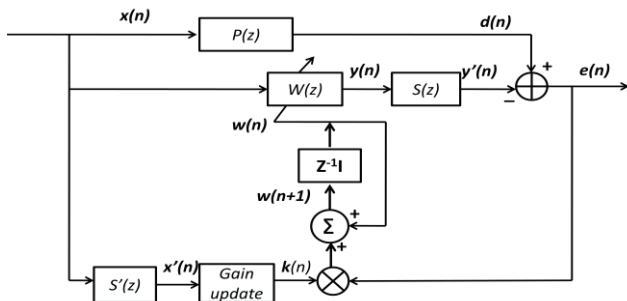 x(n)
P(z)
d(n)
+
W(z)
y(n)
S(z)
y'(n)
−
e(n)
w(n)
Z⁻¹I
w(n+1)
Σ
+
+
S'(z)
x'(n)
Gain
update
k(n)